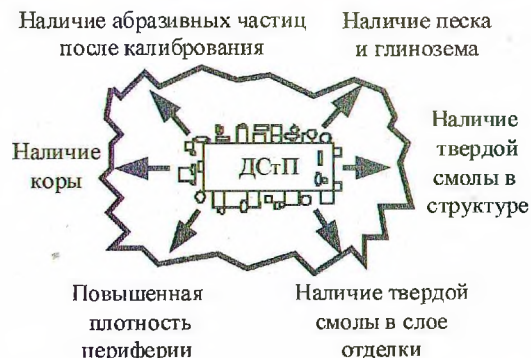 Наличие абразивных частиц
после калибрования
Наличие песка
и глинозема
Наличие
коры
ДСтП
Наличие
твердой
смолы в
структуре
Повышенная
плотность
периферии
Наличие твердой
смолы в слое
отделки